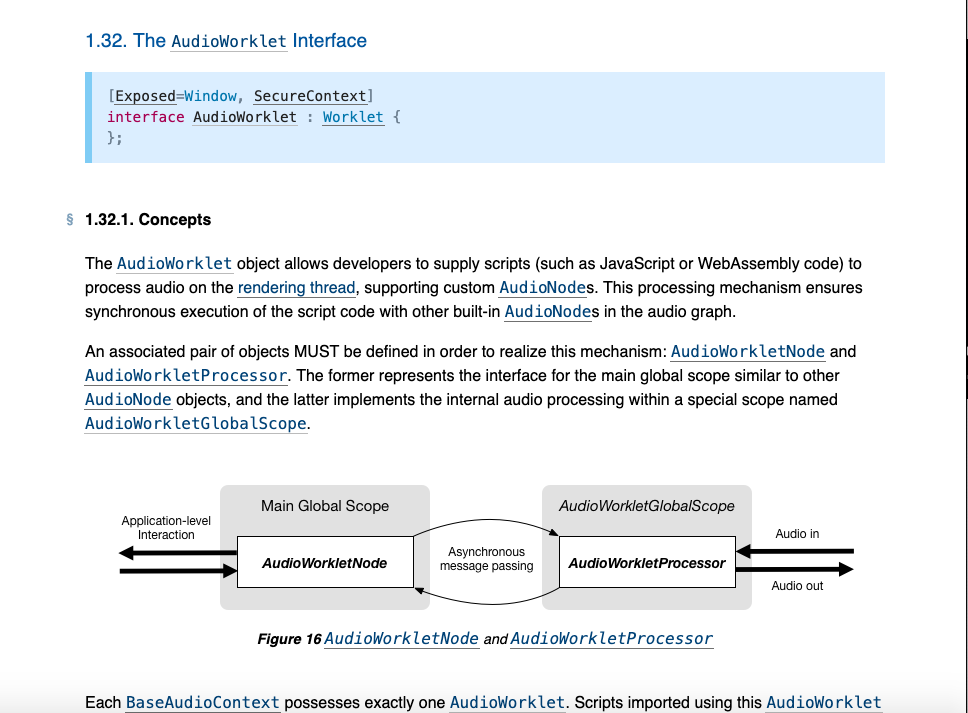 1.32. The AudioWorklet Interface
[Exposed=Window, SecureContext]
interface AudioWorklet : Worklet {
};
§ 1.32.1. Concepts
The AudioWorklet object allows developers to supply scripts (such as JavaScript or WebAssembly code) to
process audio on the rendering thread, supporting custom AudioNodes. This processing mechanism ensures
synchronous execution of the script code with other built-in AudioNodes in the audio graph.
An associated pair of objects MUST be defined in order to realize this mechanism: AudioWorkletNode and
AudioWorkletProcessor. The former represents the interface for the main global scope similar to other
AudioNode objects, and the latter implements the internal audio processing within a special scope named
AudioWorkletGlobalScope.
Main Global Scope
AudioWorkletGlobalScope
Application-level
Interaction
AudioWorkletNode
Asynchronous
message passing
AudioWorkletProcessor
Audio in
Audio out
Figure 16 AudioWorkletNode and AudioWorkletProcessor
Each BaseAudioContext possesses exactly one AudioWorklet. Scripts imported using this AudioWorklet